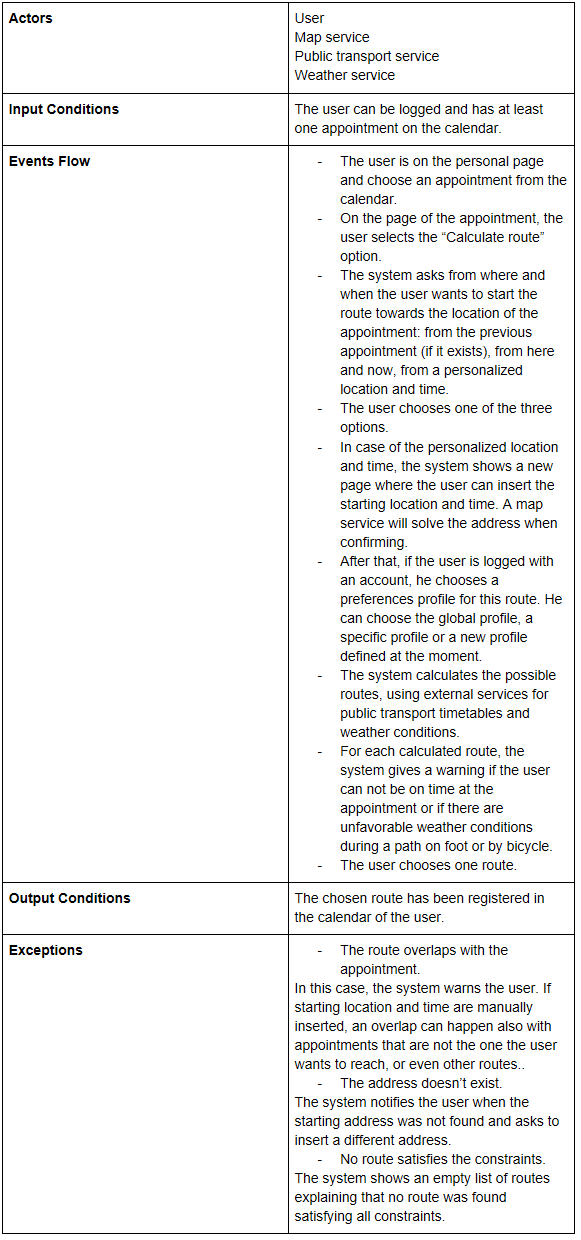 Actors
User
Map service
Public transport service
Weather service
Input Conditions
The user can be logged and has at least
one appointment on the calendar.
Events Flow
- The user is on the personal page
and choose an appointment from the
calendar.
- On the page of the appointment, the
user selects the “Calculate route”
option.
- The system asks from where and
when the user wants to start the
route towards the location of the
appointment: from the previous
appointment (if it exists), from here
and now, from a personalized
location and time.
- The user chooses one of the three
options.
- In case of the personalized location
and time, the system shows a new
page where the user can insert the
starting location and time. A map
service will solve the address when
confirming.
- After that, if the user is logged with
an account, he chooses a
preferences profile for this route. He
can choose the global profile, a
specific profile or a new profile
defined at the moment.
- The system calculates the possible
routes, using external services for
public transport timetables and
weather conditions.
- For each calculated route, the
system gives a warning if the user
can not be on time at the
appointment or if there are
unfavorable weather conditions
during a path on foot or by bicycle.
- The user chooses one route.
Output Conditions
The chosen route has been registered in
the calendar of the user.
Exceptions
- The route overlaps with the
appointment.
In this case, the system warns the user. If
starting location and time are manually
inserted, an overlap can happen also with
appointments that are not the one the user
wants to reach, or even other routes..
- The address doesn’t exist.
The system notifies the user when the
starting address was not found and asks to
insert a different address.
- No route satisfies the constraints.
The system shows an empty list of routes
explaining that no route was found
satisfying all constraints.